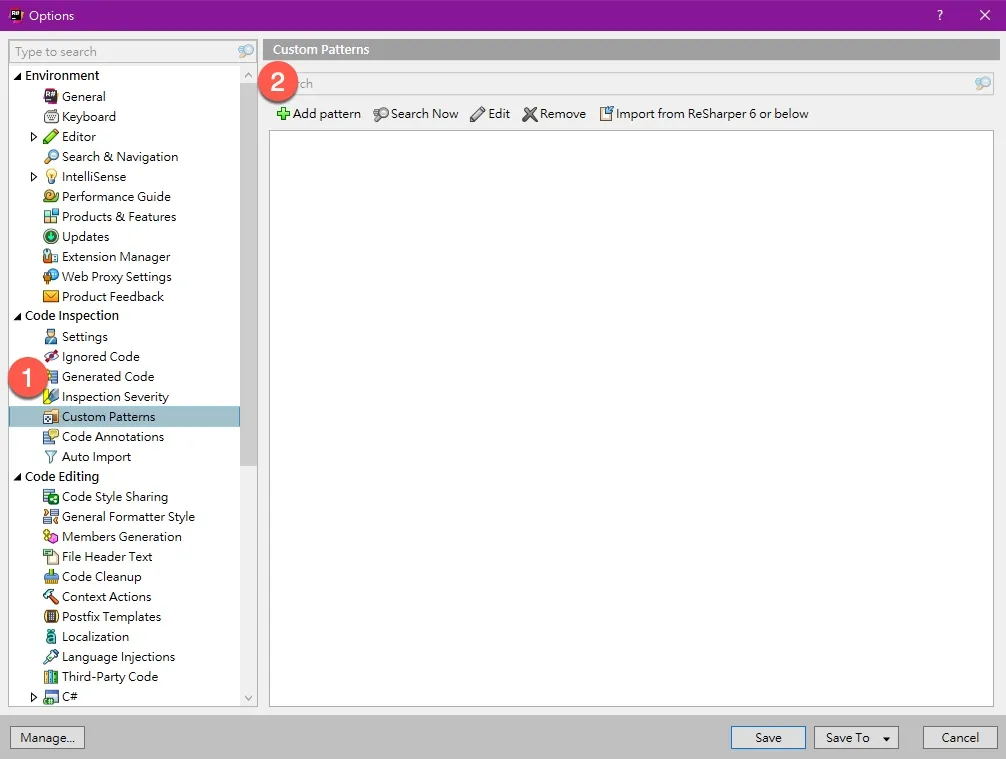 Options
?
Type to search
Environment
General
Keyboard
Editor
Search & Navigation
IntelliSense
Performance Guide
Products & Features
Updates
Extension Manager
Web Proxy Settings
Product Feedback
Code Inspection
Settings
Ignored Code
1
Generated Code
Inspection Severity
Custom Patterns
Code Annotations
Auto Import
Code Editing
Code Style Sharing
General Formatter Style
Members Generation
File Header Text
Code Cleanup
Context Actions
Postfix Templates
Localization
Language Injections
Third-Party Code
C#
Custom Patterns
2
Add pattern Search Now Edit Remove Import from ReSharper 6 or below
Manage...
Save Save To Cancel